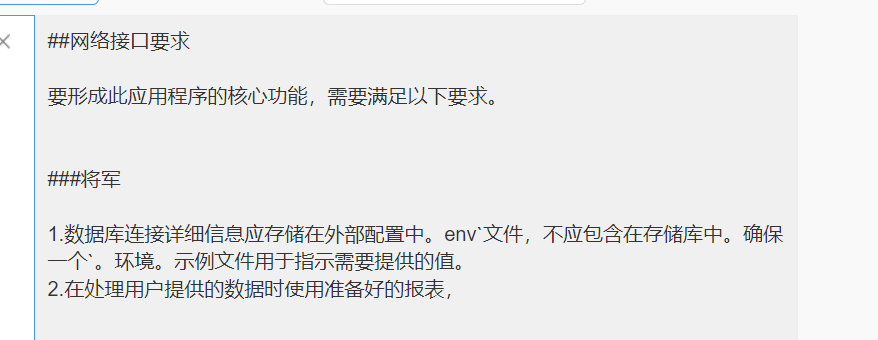 ##网络接口要求
要形成此应用程序的核心功能，需要满足以下要求。
###将军
1.数据库连接详细信息应存储在外部配置中。env`文件，不应包含在存储库中。确保
一个`。环境。示例文件用于指示需要提供的值。
2.在处理用户提供的数据时使用准备好的报表，